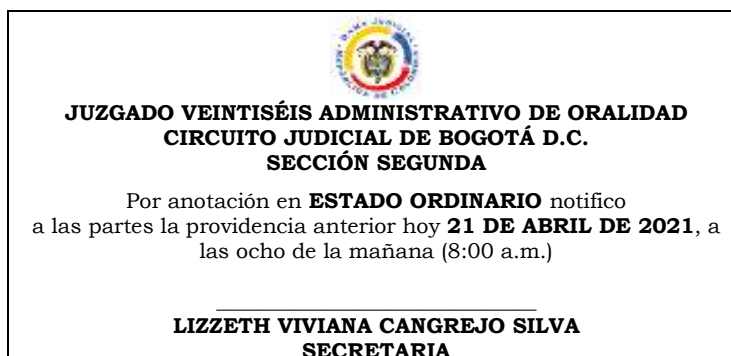 JUZGADO VEINTISÉIS ADMINISTRATIVO DE ORALIDAD
CIRCUITO JUDICIAL DE BOGOTÁ D.C.
SECCIÓN SEGUNDA
Por anotación en ESTADO ORDINARIO notifico
a las partes la providencia anterior hoy 21 DE ABRIL DE 2021, a
las ocho de la mañana (8:00 a.m.)
LIZZETH VIVIANA CANGREJO SILVA
SECRETARIA